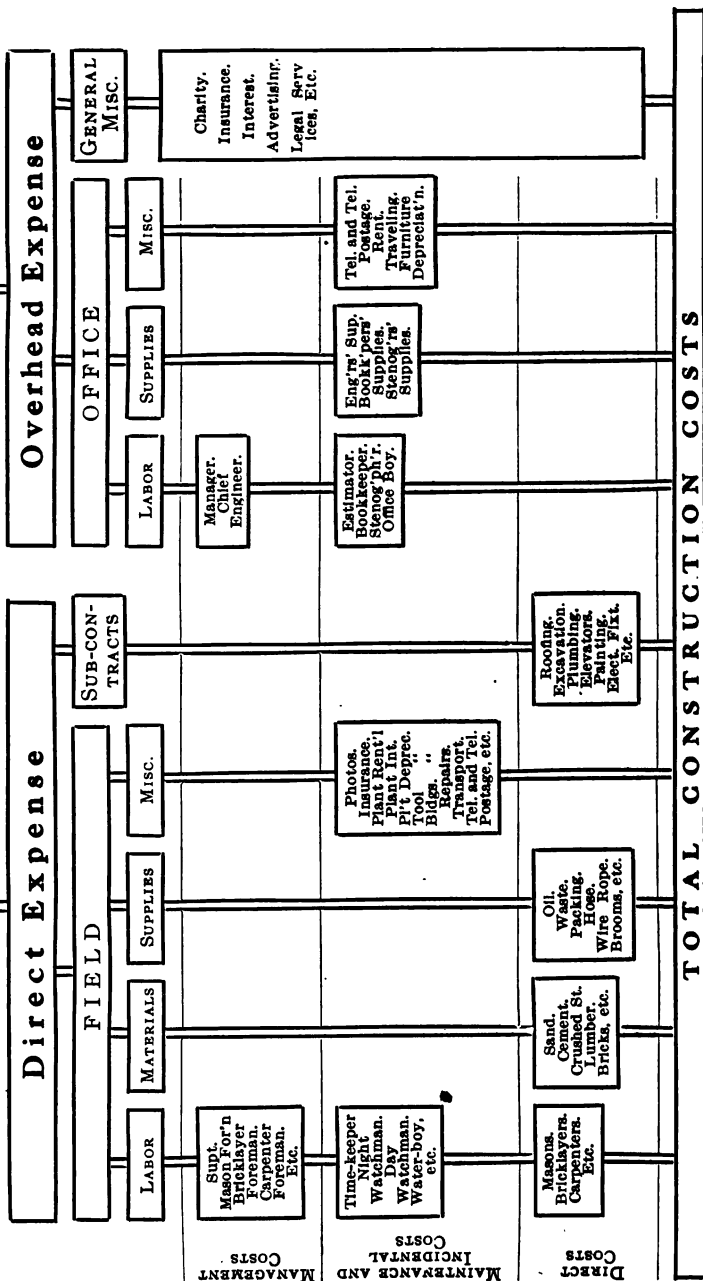 Direct Expense
Overhead Expense
FIELD
SUB-CON-
TRACTS
OFFICE
GENERAL
MISC.
LABOR
MATERIALS
SUPPLIES
MISC.
LABOR
SUPPLIES
MISC.
MANAGEMENT
COSTS
Supt.
Mason For'n
Bricklayer
Foreman.
Carpenter
Foreman.
Etc.
Manager.
Chief
Engineer.
Charity.
Insurance.
Interest.
Advertising.
Legal Serv
ices, Etc.
MAINTENANCE AND
INCIDENTAL
COSTS
Time-keeper
Night
Watchman.
Day
Watchman.
Water-boy,
etc.
Photos.
Insurance.
Plant Rent'l
Plant Int.
Pl't Deprec.
Tool "
Bldgs. "
Repairs.
Transport.
Tel. and Tel.
Postage, etc.
Estimator.
Bookkeeper.
Stenog'ph'r.
Office Boy.
Eng'rs' Sup.
Bookk'pers'
Supplies.
Stenog'rs'
Supplies.
Tel. and Tel.
Postage.
Rent.
Traveling.
Furniture
Depreciat'n.
DIRECT
COSTS
Masons.
Bricklayers.
Carpenters.
Etc.
Sand.
Cement.
Crushed St.
Lumber.
Bricks, etc.
Oil.
Waste.
Packing.
Hose.
Wire Rope.
Brooms, etc.
Roofing.
Excavation.
Plumbing.
Elevators.
Painting.
Elect. Fixt.
Etc.
TOTAL CONSTRUCTION COSTS